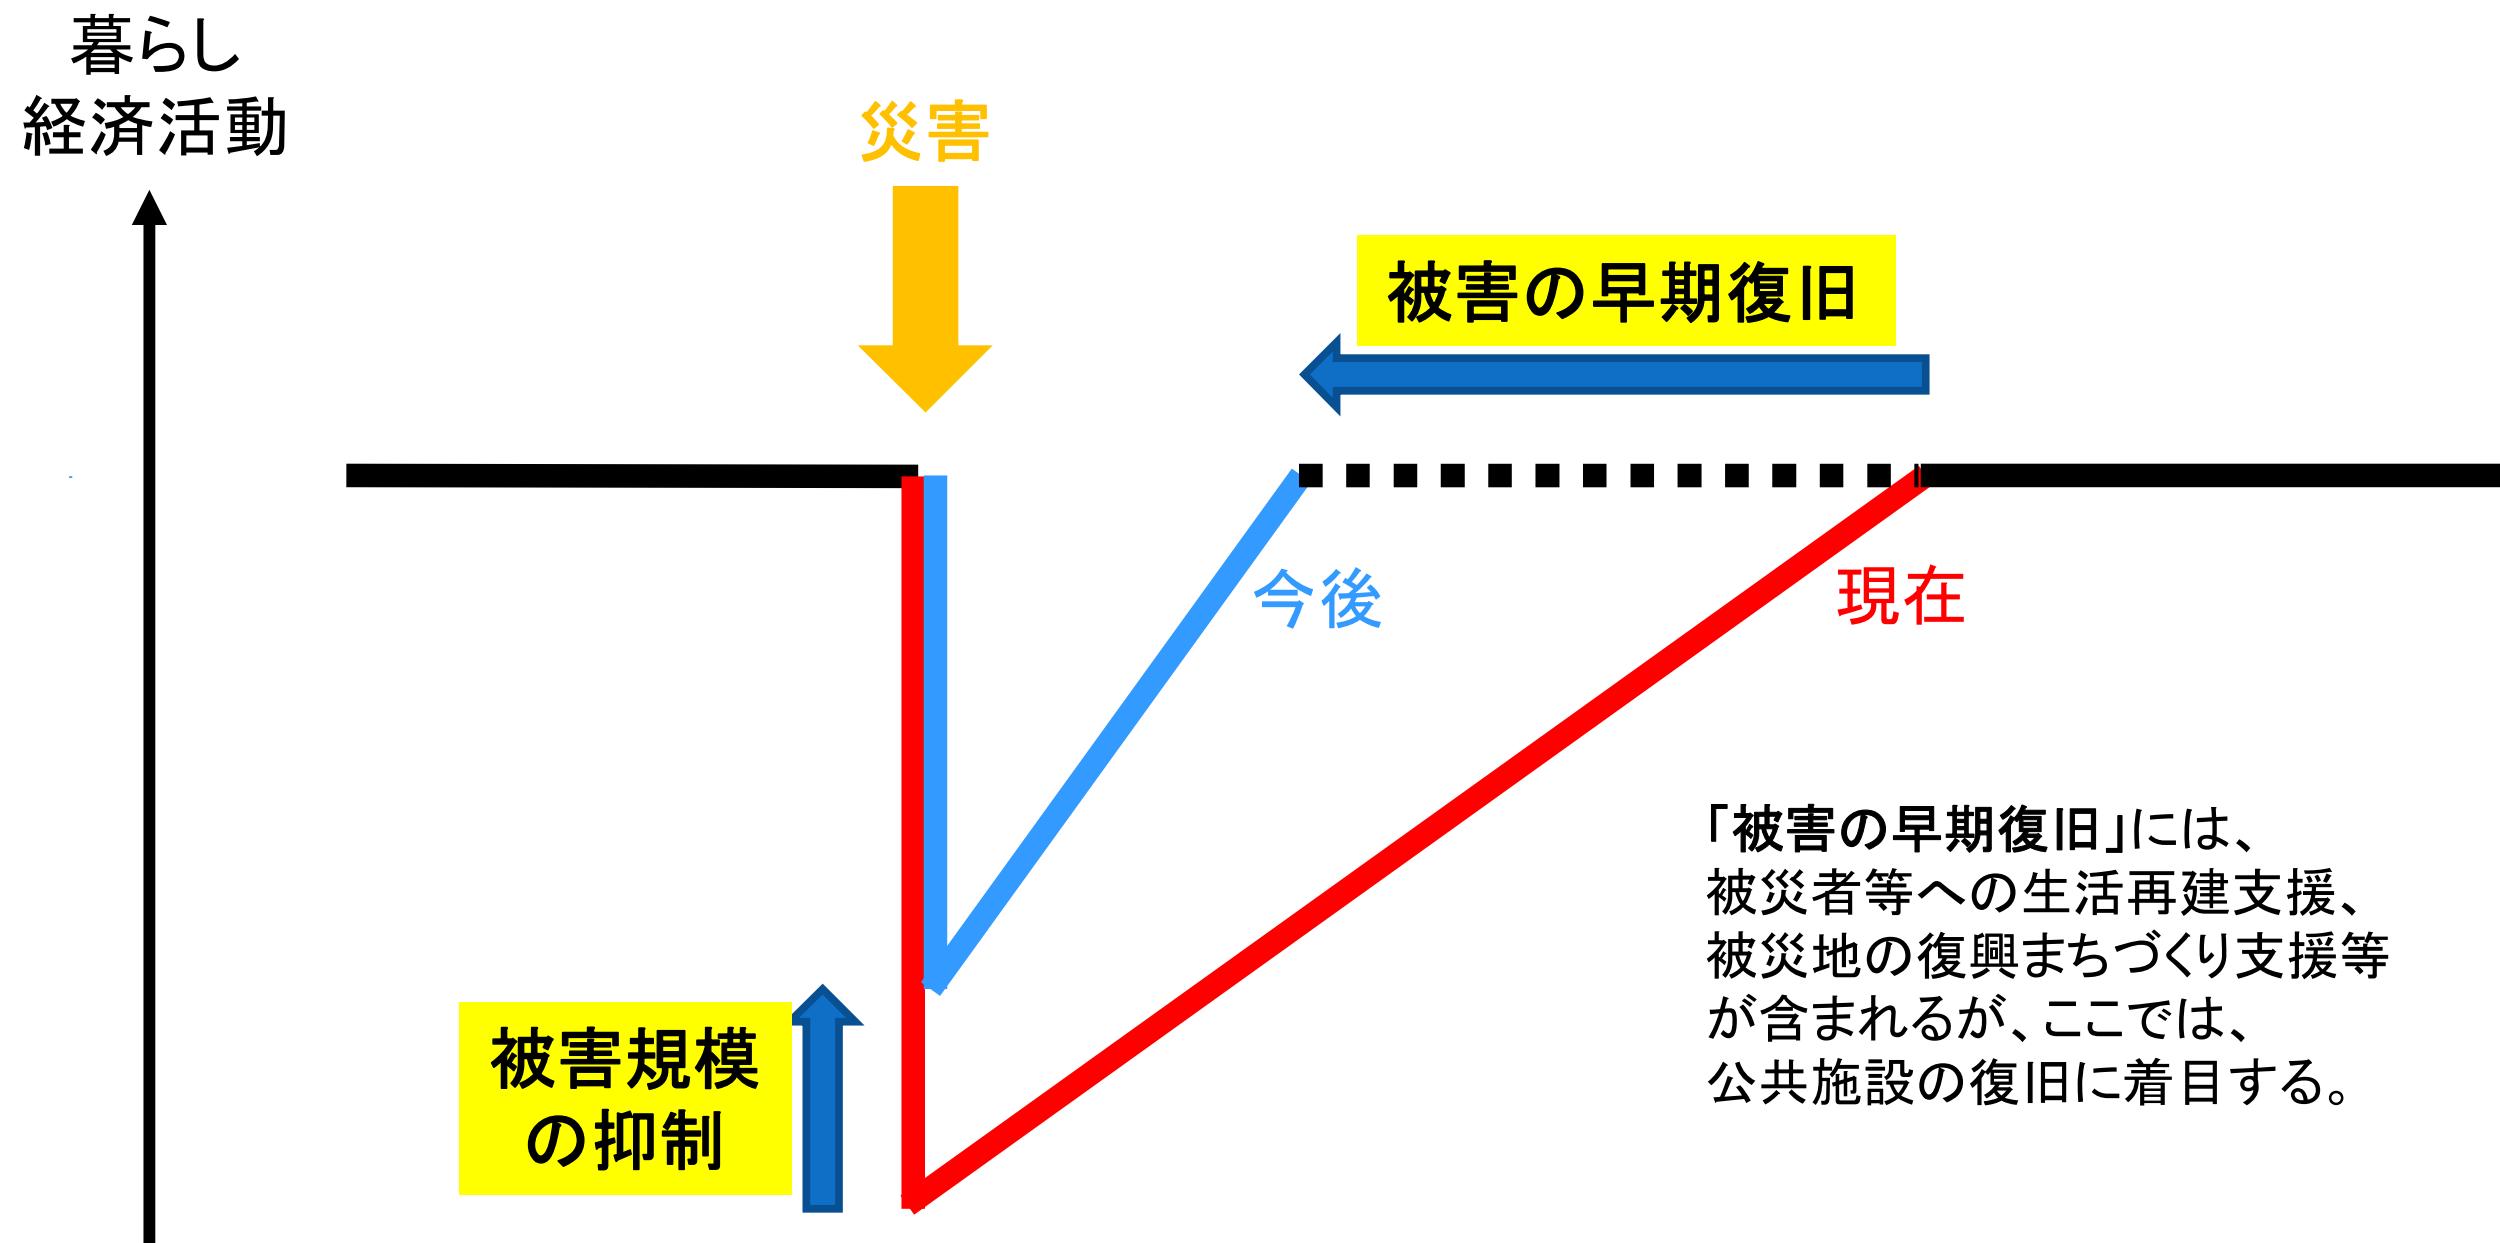 暮らし
経済活動
災害
被害の早期復旧
今後
現在
被害規模
の抑制
「被害の早期復旧」には、
被災者等への生活再建支援、
被災地の復興まちづくり支援等
が含まれるが、ここでは
公共施設の復旧に着目する。